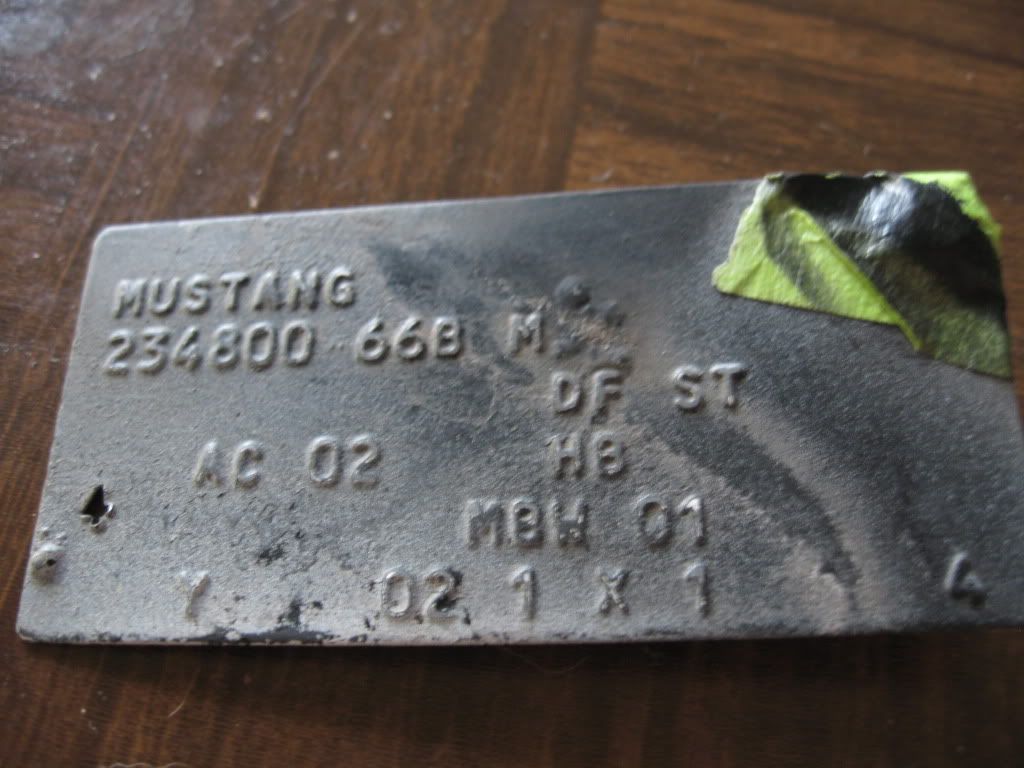 MUSTANG
234800 66B M
DF ST
AC 02 HB
MBW 01
Y 02 1 X 1 4